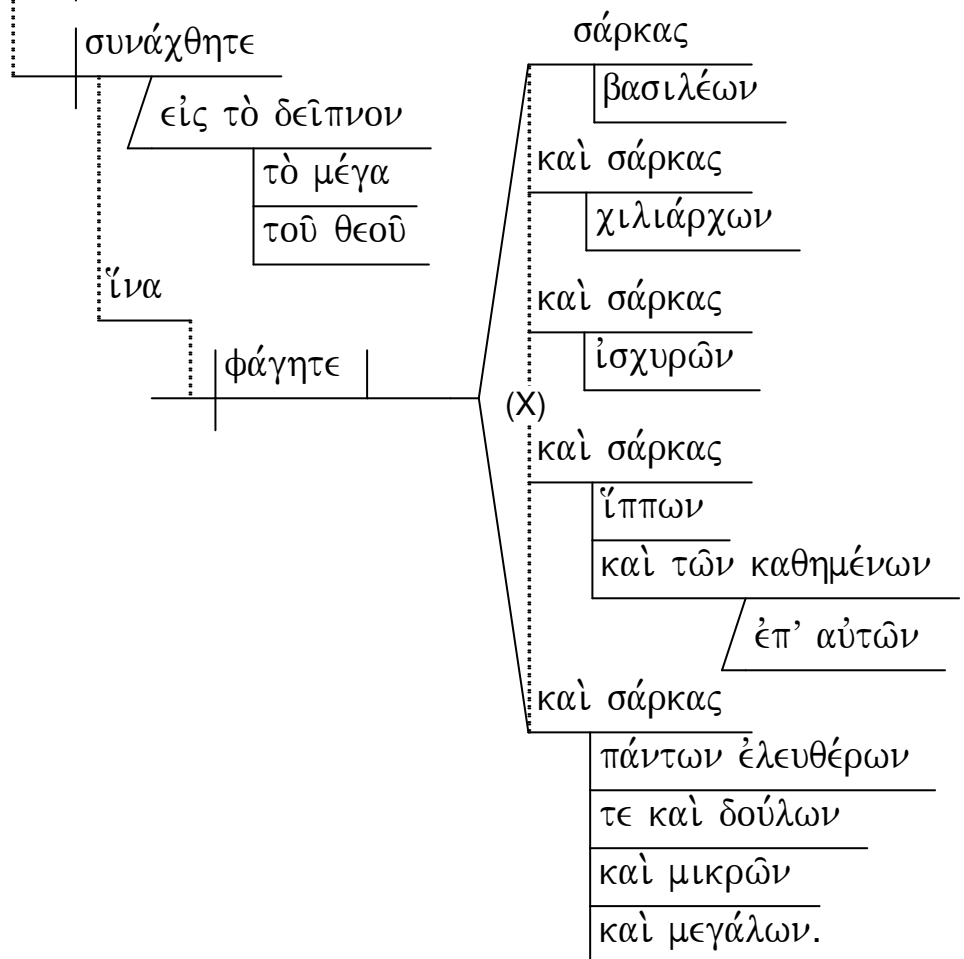 συνάχθητε
εἰς τὸ δεῖπνον
τὸ μέγα
τοῦ θεοῦ
ἵνα
φάγητε
(X)
σάρκας
βασιλέων
καὶ σάρκας
χιλιάρχων
καὶ σάρκας
ἰσχυρῶν
καὶ σάρκας
ἵππων
καὶ τῶν καθημένων
ἐπ’ αὐτῶν
καὶ σάρκας
πάντων ἐλευθέρων
τε καὶ δούλων
καὶ μικρῶν
καὶ μεγάλων.